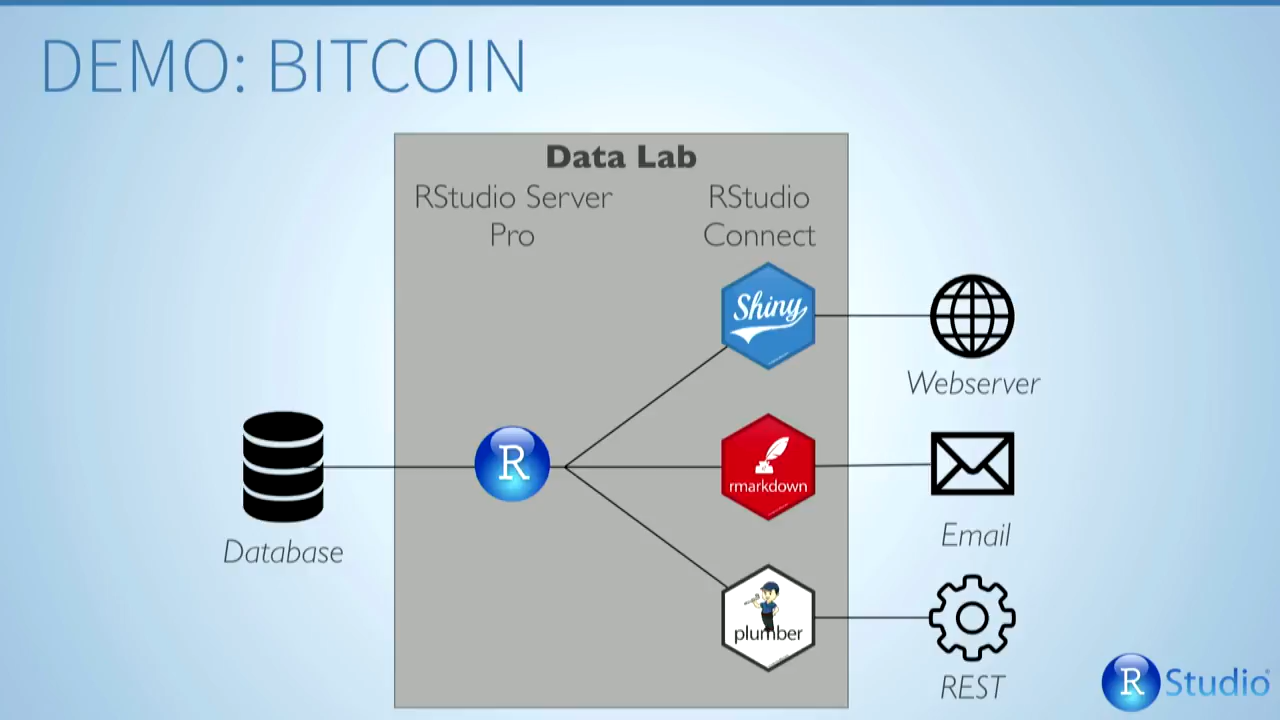 DEMO: BITCOIN
Data Lab
RStudio Server
Pro
RStudio
Connect
Shiny
Webserver
R
rmarkdown
Database
Email
plumber
REST
R Studio